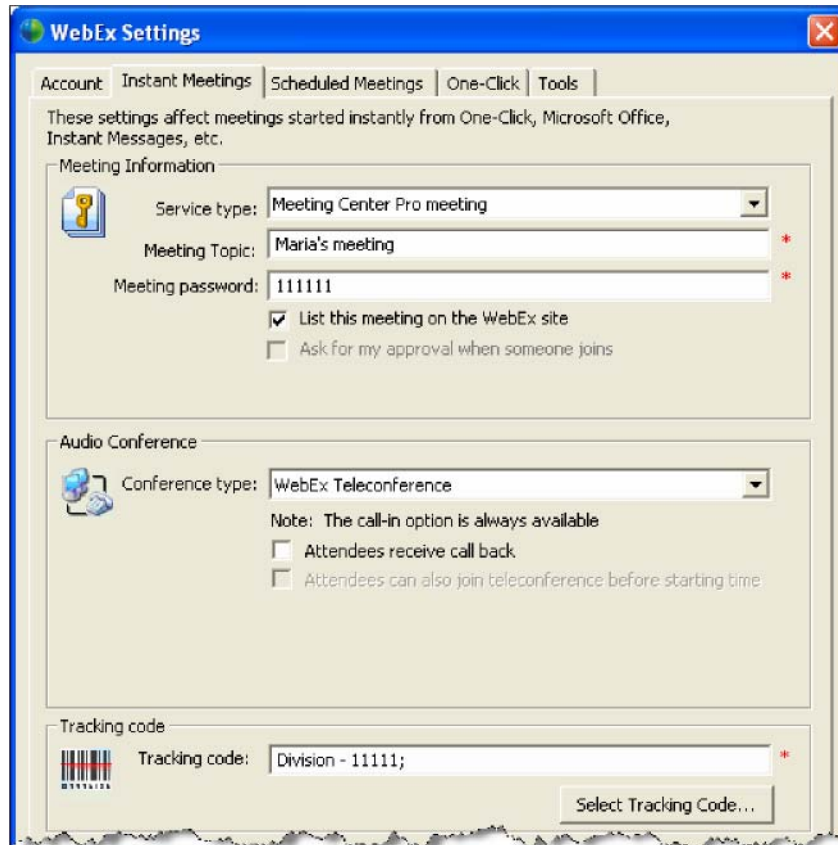 WebEx Settings
Account Instant Meetings Scheduled Meetings One-Click Tools
These settings affect meetings started instantly from One-Click, Microsoft Office,
Instant Messages, etc.
Meeting Information
Service type: Meeting Center Pro meeting
Meeting Topic: Maria's meeting *
Meeting password: 111111 *
List this meeting on the WebEx site
Ask for my approval when someone joins
Audio Conference
Conference type: WebEx Teleconference
Note: The call-in option is always available
Attendees receive call back
Attendees can also join teleconference before starting time
Tracking code
Tracking code: Division - 11111; *
Select Tracking Code...